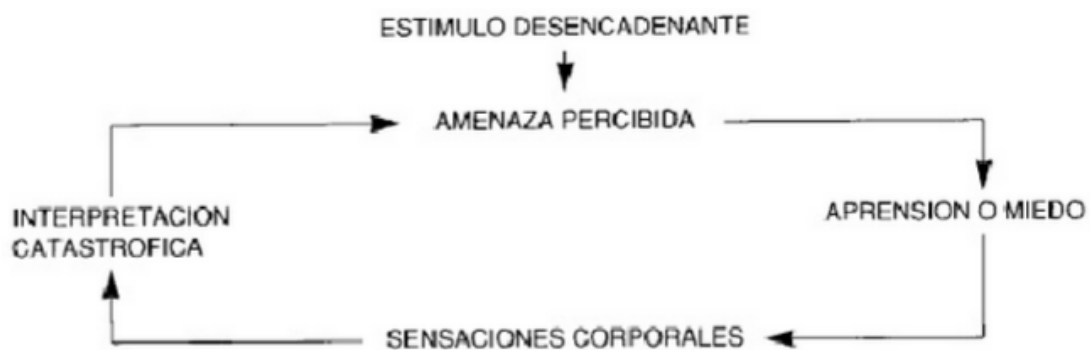 ESTIMULO DESENCADENANTE
AMENAZA PERCIBIDA
APRENSION O MIEDO
INTERPRETACION
CATASTROFICA
SENSACIONES CORPORALES